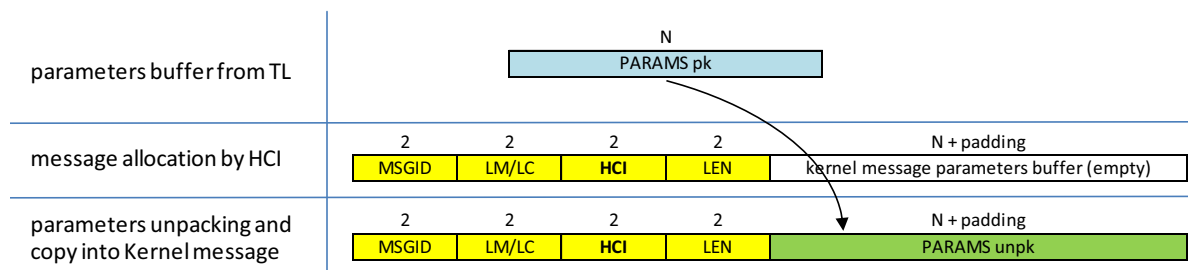 N
parameters buffer from TL
PARAMS pk
2 2 2 2 N + padding
message allocation by HCI
MSGID LM/LC HCI LEN kernel message parameters buffer (empty)
parameters unpacking and
copy into Kernel message
2 2 2 2 N + padding
MSGID LM/LC HCI LEN PARAMS unpk